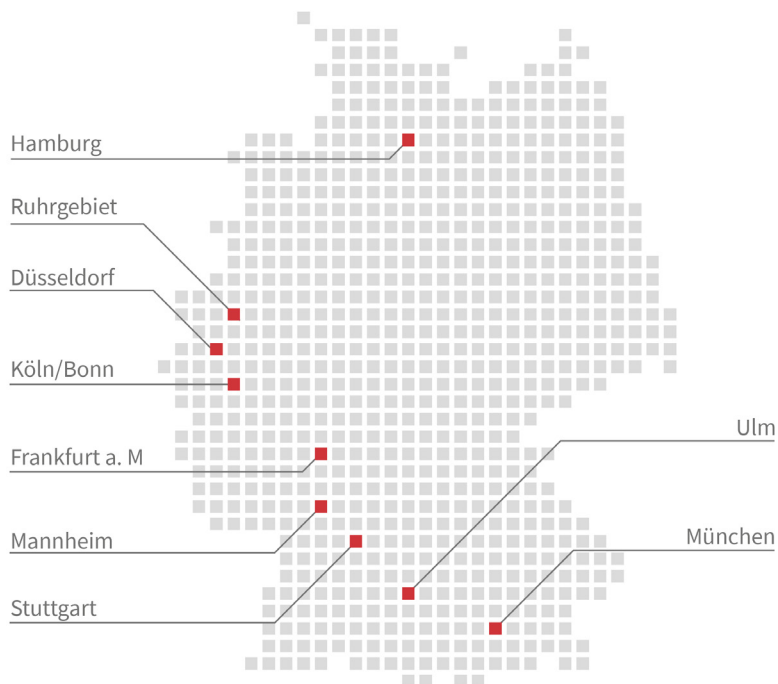 Hamburg
Ruhrgebiet
Düsseldorf
Köln/Bonn
Frankfurt a. M
Mannheim
Stuttgart
Ulm
München